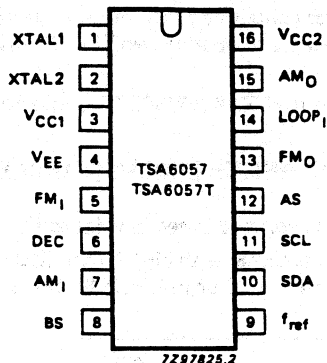 XTAL1 1 16 VCC2
XTAL2 2 15 AMO
VCC1 3 14 LOOPI
VEE 4 13 FMO
TSA6057
TSA6057T
FMI 5 12 AS
DEC 6 11 SCL
AMI 7 10 SDA
BS 8 9 fref
7Z97825.2